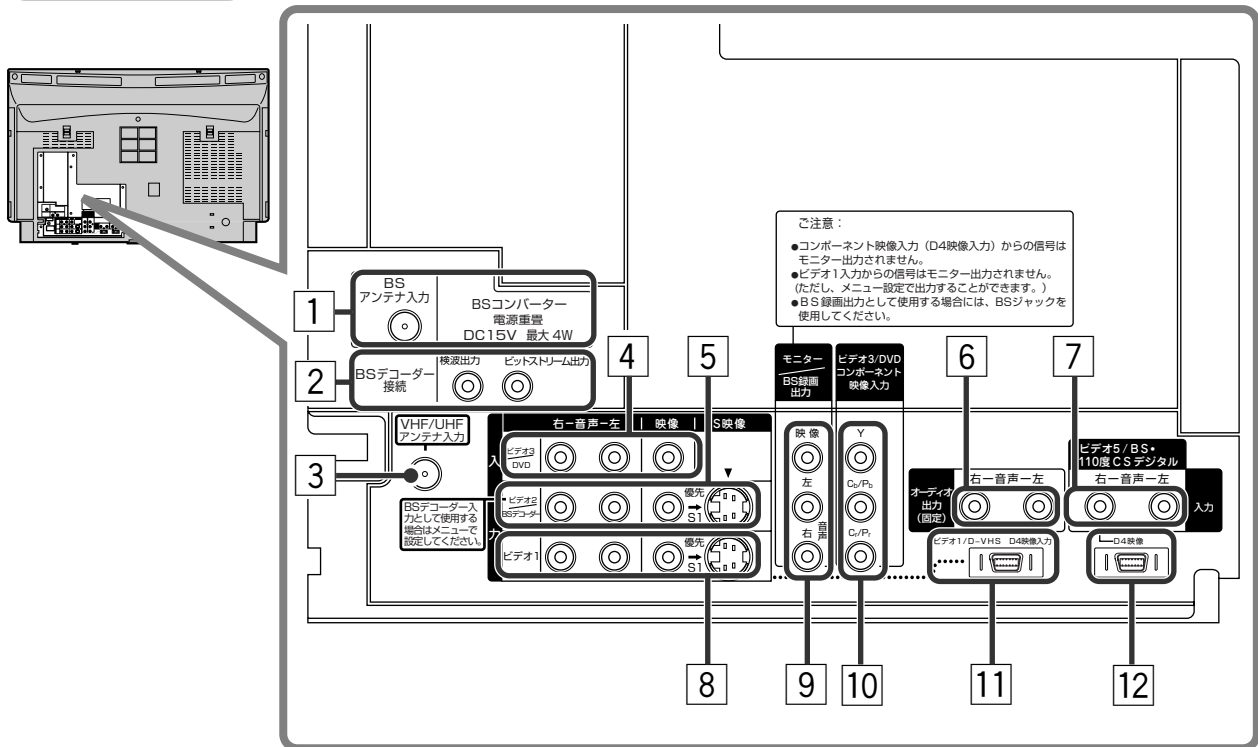 ご注意：
●コンポーネント映像入力（D4映像入力）からの信号は
モニター出力されません。
●ビデオ1入力からの信号はモニター出力されません。
（ただし、メニュー設定で出力することができます。）
●BS録画出力として使用する場合には、BSジャックを
使用してください。
1
BS
アンテナ入力
BSコンバーター
電源重畳
DC15V 最大4W
2
BSデコーダー
接続
検波出力
ビットストリーム出力
4
5
モニター
BS録画
出力
ビデオ3/DVD
コンポーネント
映像入力
6
7
3
VHF/UHF
アンテナ入力
右ー音声ー左
映像
S映像
入力
ビデオ3
DVD
▼
ビデオ2
BSデコーダー
優先
➡
S1
BSデコーダー入
力として使用する
場合はメニューで
設定してください。
ビデオ1
優先
➡
S1
映像
左
右
音声
Y
Cb/Pb
Cr/Pr
オーディオ
出力
（固定）
右ー音声ー左
ビデオ5/BS・
110度CSデジタル
右ー音声ー左
入力
ビデオ1/D-VHS D4映像入力
D4映像
8
9
10
11
12